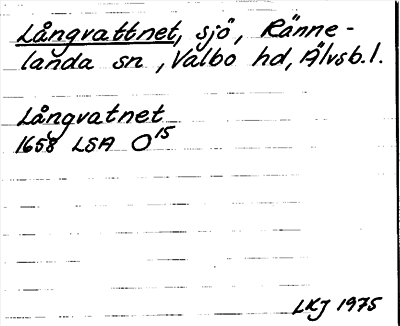 Långvattnet, sjö, Ränne-
landa sn, Valbo hd, Älvsb. l.
Långvatnet
1658 LSA O15
LKJ 1975